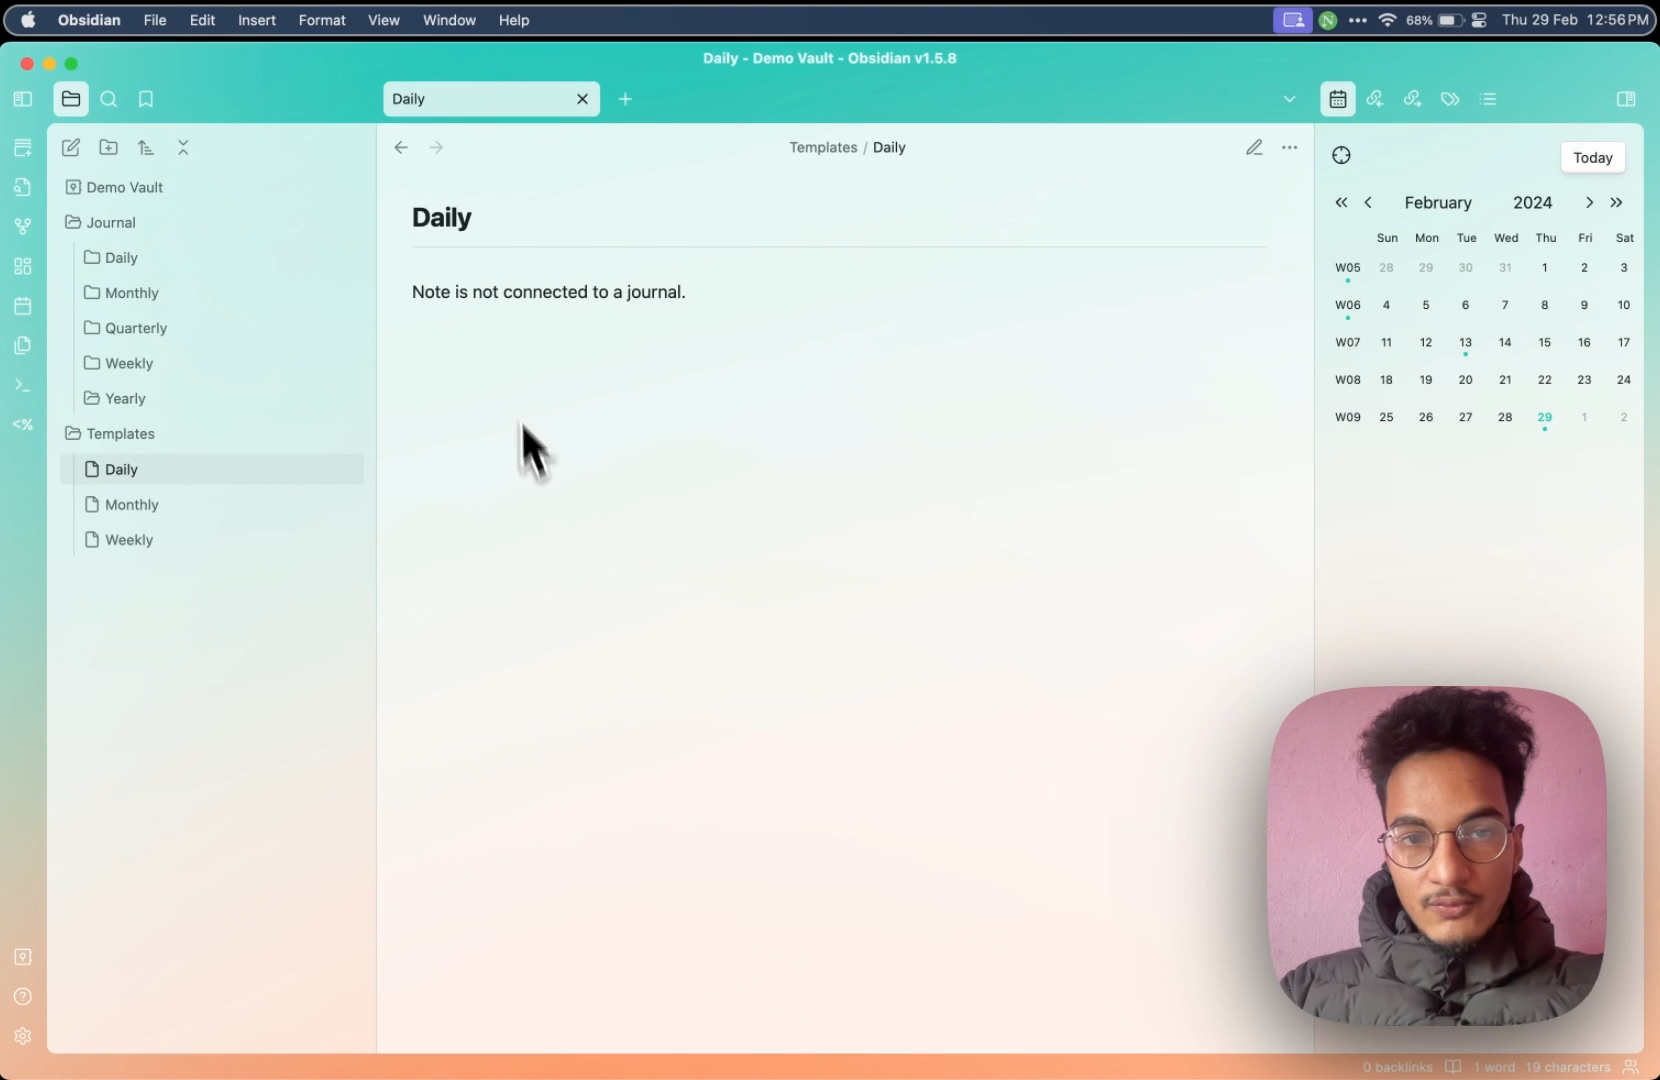 Obsidian File Edit Insert Format View Window Help N 68% Thu 29 Feb 12:56 PM
Daily - Demo Vault - Obsidian v1.5.8
Daily
Templates / Daily
Demo Vault
Journal
Daily
Monthly
Quarterly
Weekly
Yearly
Templates
Daily
Monthly
Weekly
<%
Daily
Note is not connected to a journal.
Today
February 2024
Sun Mon Tue Wed Thu Fri Sat
W05 28 29 30 31 1 2 3
W06 4 5 6 7 8 9 10
W07 11 12 13 14 15 16 17
W08 18 19 20 21 22 23 24
W09 25 26 27 28 29 1 2
0 backlinks 1 word 19 characters